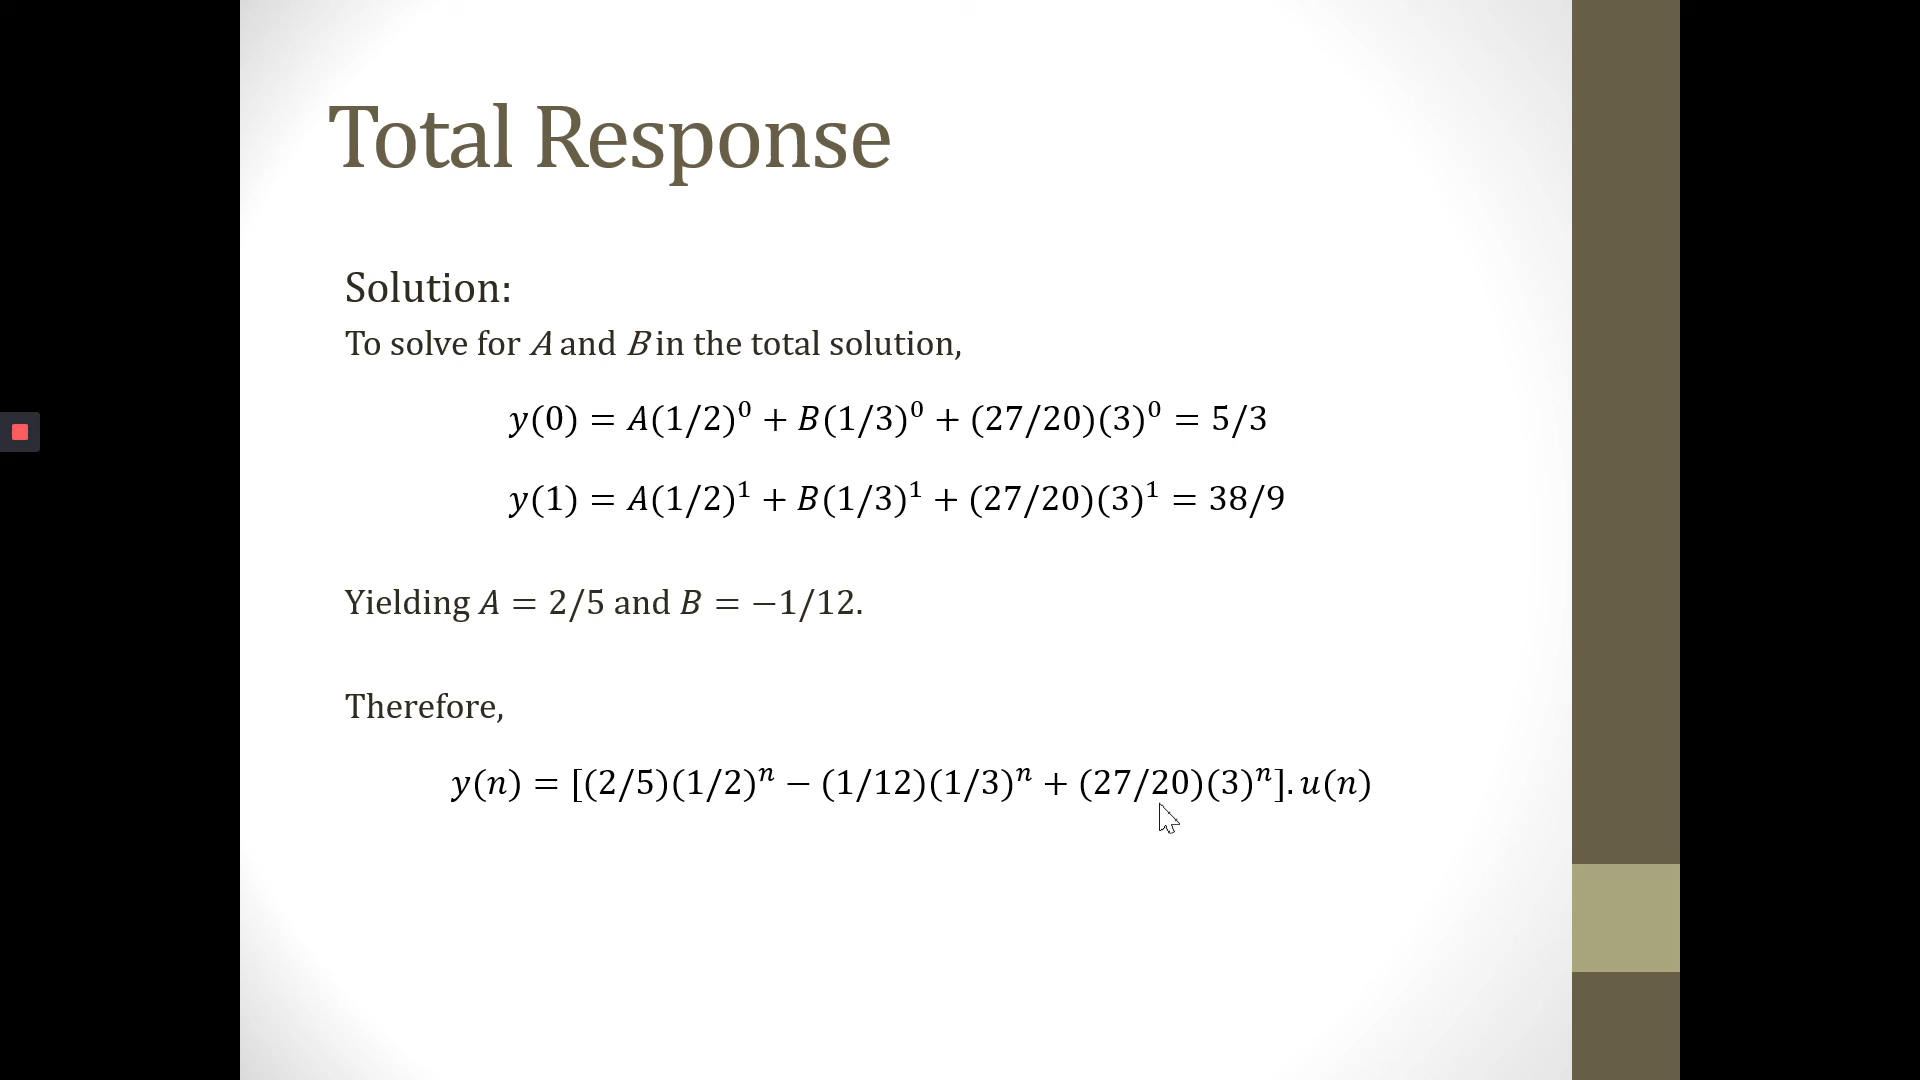 Total Response
Solution:
To solve for A and B in the total solution,
y(0) = A(1/2)⁰ + B(1/3)⁰ + (27/20)(3)⁰ = 5/3
y(1) = A(1/2)¹ + B(1/3)¹ + (27/20)(3)¹ = 38/9
Yielding A = 2/5 and B = −1/12.
Therefore,
y(n) = [(2/5)(1/2)ⁿ − (1/12)(1/3)ⁿ + (27/20)(3)ⁿ]. u(n)